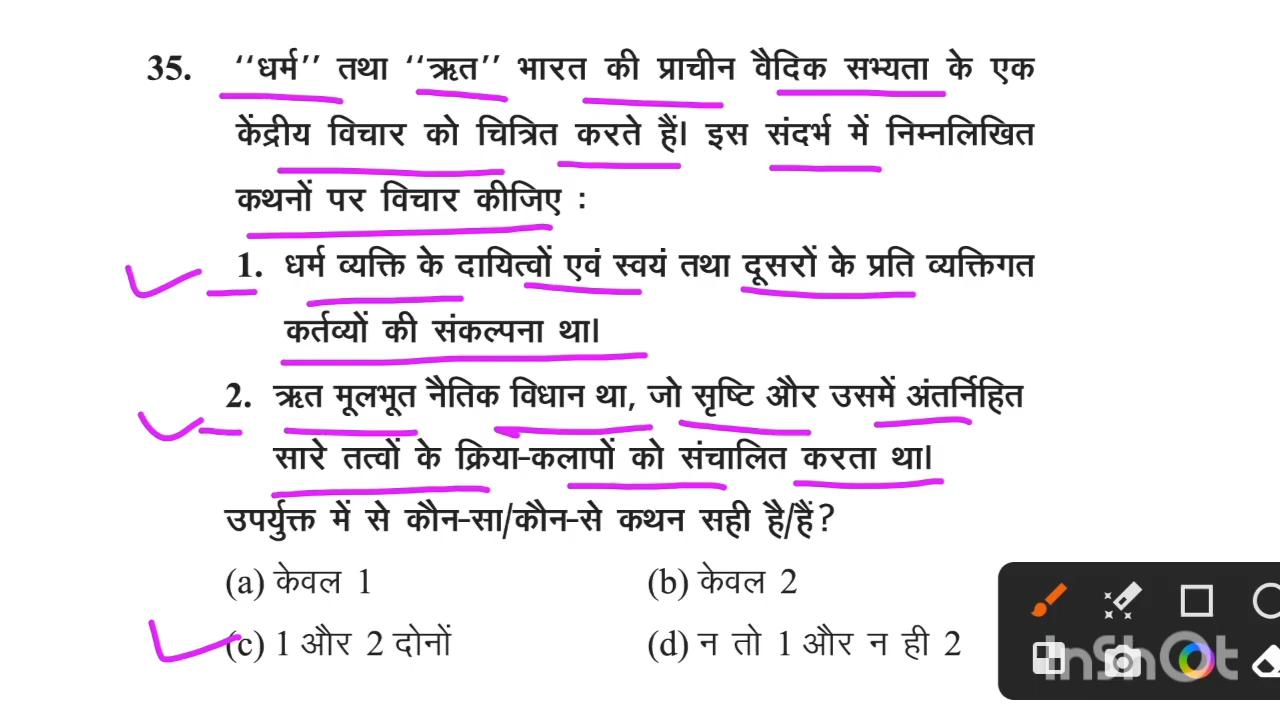 35. ‘‘धर्म’’ तथा ‘‘ऋत’’ भारत की प्राचीन वैदिक सभ्यता के एक
केंद्रीय विचार को चित्रित करते हैं। इस संदर्भ में निम्नलिखित
कथनों पर विचार कीजिए :
1. धर्म व्यक्ति के दायित्वों एवं स्वयं तथा दूसरों के प्रति व्यक्तिगत
कर्तव्यों की संकल्पना था।
2. ऋत मूलभूत नैतिक विधान था, जो सृष्टि और उसमें अंतर्निहित
सारे तत्वों के क्रिया-कलापों को संचालित करता था।
उपर्युक्त में से कौन-सा/कौन-से कथन सही है/हैं?
(a) केवल 1 (b) केवल 2
(c) 1 और 2 दोनों (d) न तो 1 और न ही 2
InShOt